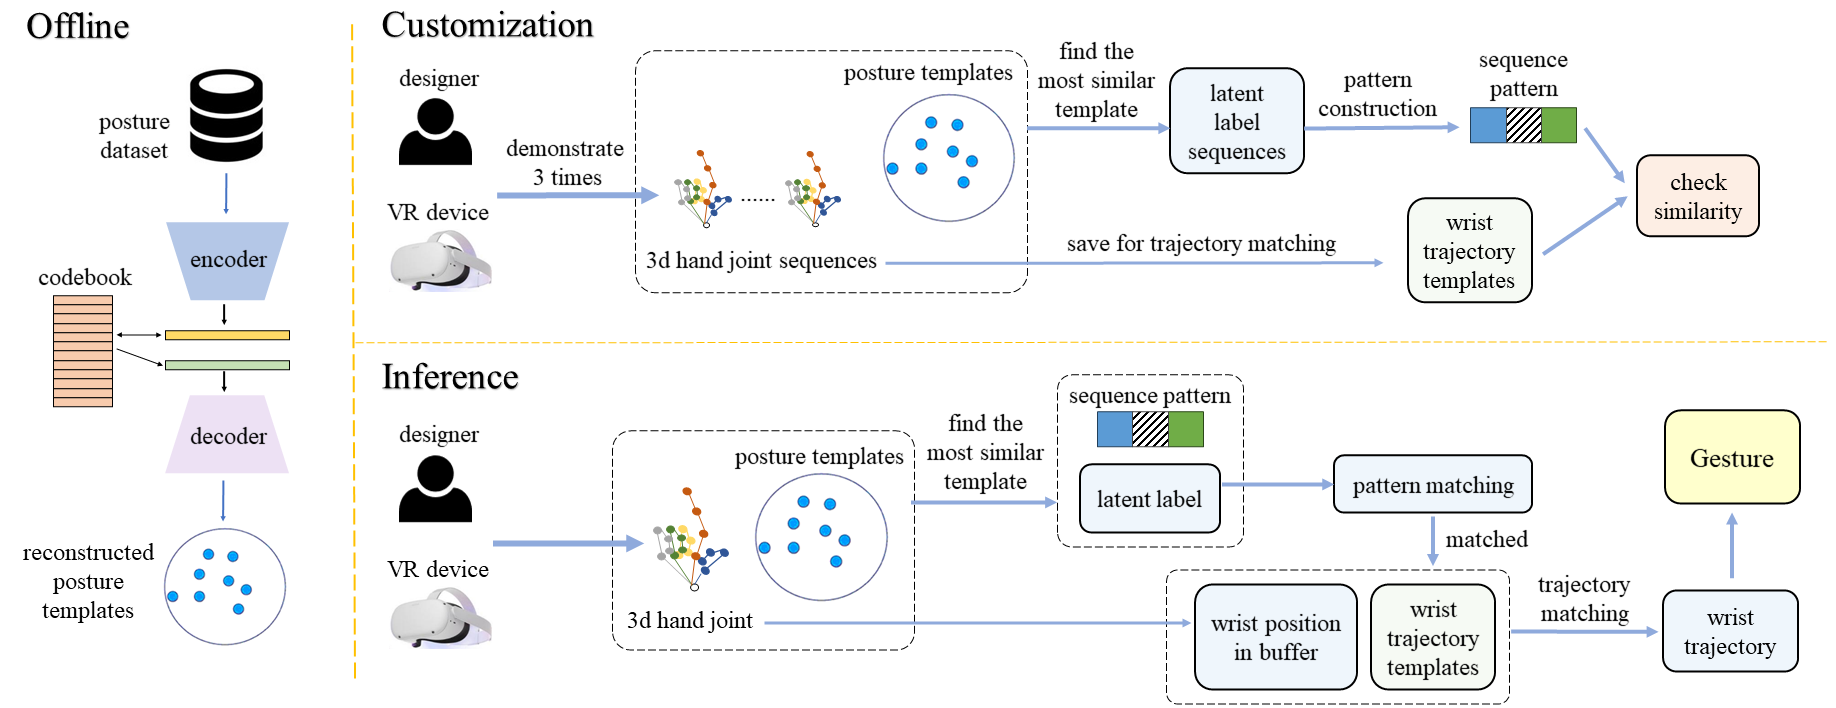 Offline
posture
dataset
encoder
codebook
decoder
reconstructed
posture
templates
Customization
designer
VR device
demonstrate
3 times
posture templates
......
3d hand joint sequences
find the
most similar
template
latent
label
sequences
pattern
construction
sequence
pattern
save for trajectory matching
wrist
trajectory
templates
check
similarity
Inference
designer
VR device
posture templates
3d hand joint
find the
most similar
template
sequence pattern
latent label
pattern matching
matched
wrist position
in buffer
wrist
trajectory
templates
trajectory
matching
wrist
trajectory
Gesture